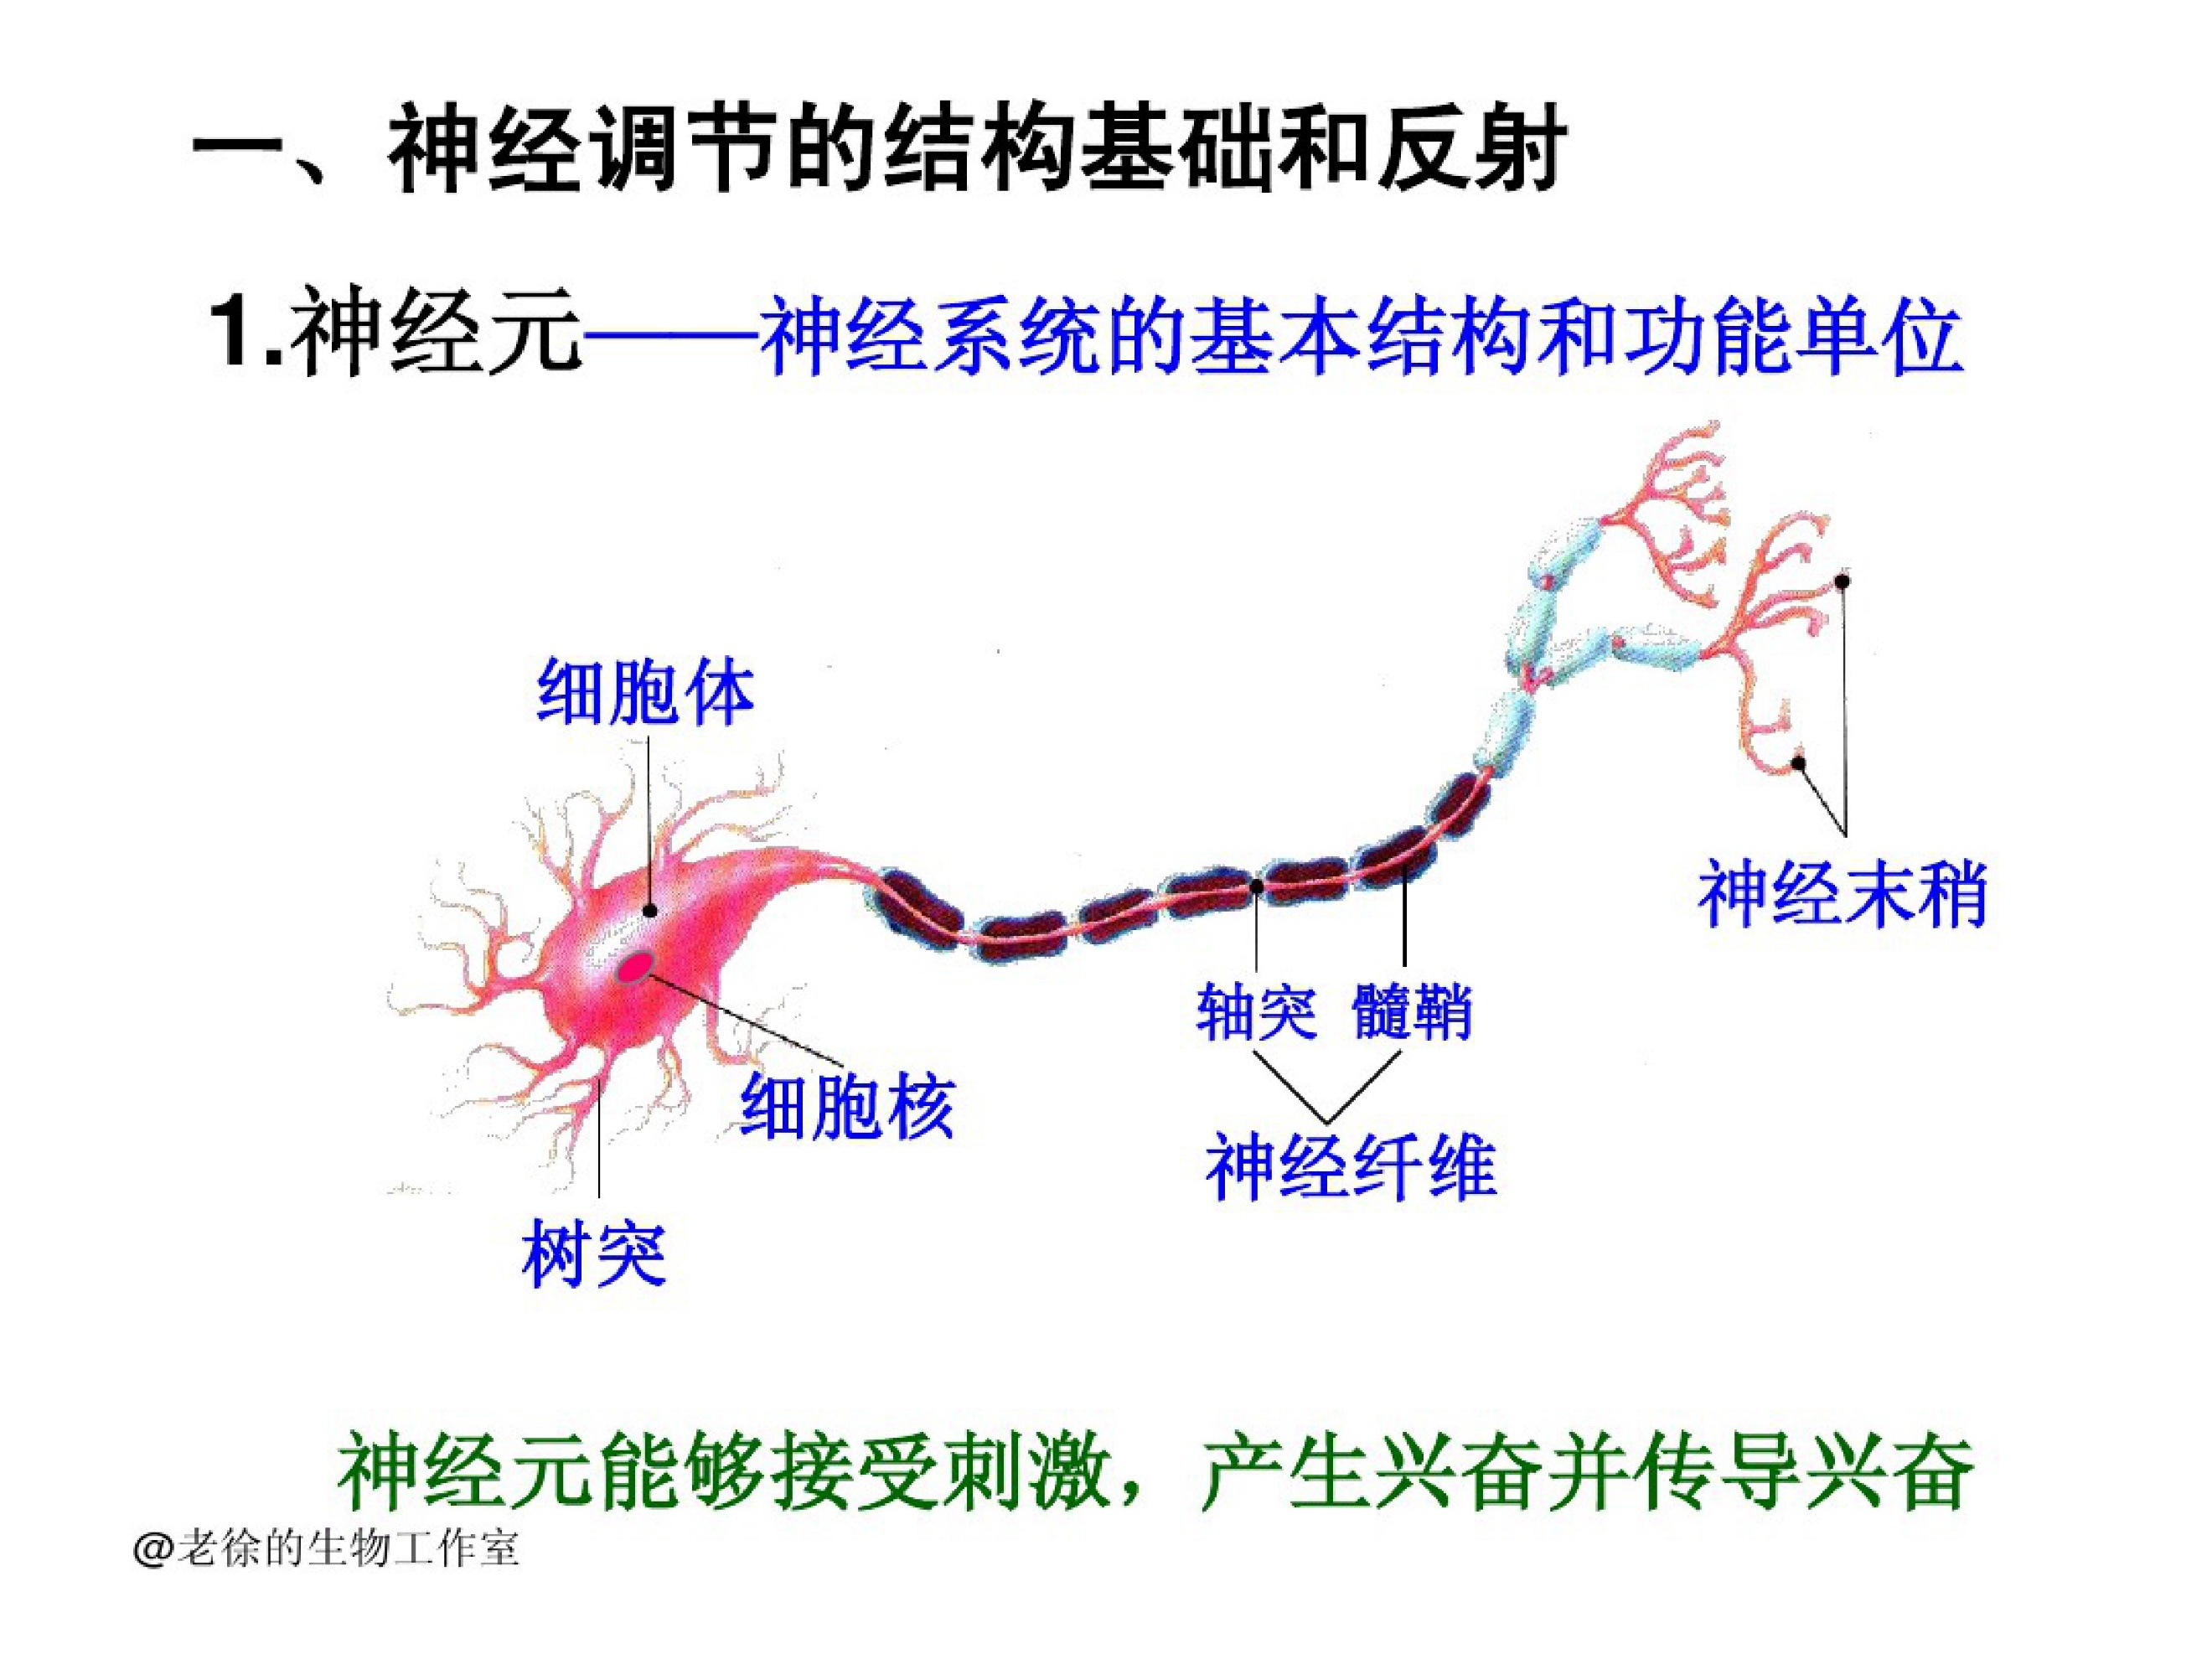 一、神经调节的结构基础和反射
1.神经元——神经系统的基本结构和功能单位
细胞体
神经末稍
轴突 髓鞘
细胞核
神经纤维
树突
神经元能够接受刺激，产生兴奋并传导兴奋
@老徐的生物工作室